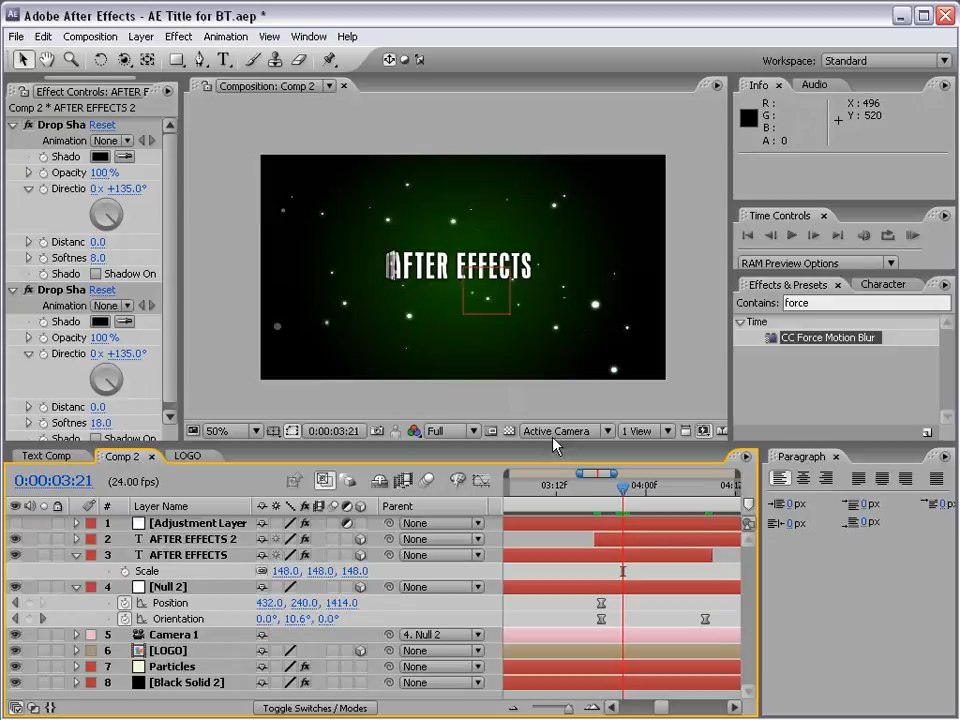 Adobe After Effects - AE Title for BT.aep *
File Edit Composition Layer Effect Animation View Window Help
Workspace: Standard
Effect Controls: AFTER F
Comp 2 * AFTER EFFECTS 2
Drop Sha Reset
Animation: None
Shado
Opacity 100 %
Directio 0 x +135.0°
Distanc 0.0
Softnes 8.0
Shado Shadow On
Drop Sha Reset
Animation: None
Shado
Opacity 100 %
Directio 0 x +135.0°
Distanc 0.0
Softnes 18.0
Composition: Comp 2
AFTER EFFECTS
50% 0:00:03:21 Full Active Camera 1 View
Info Audio
R: X: 496
G: Y: 520
B:
A: 0
Time Controls
RAM Preview Options
Effects & Presets Character
Contains: force
Time
CC Force Motion Blur
Text Comp Comp 2 LOGO
0:00:03:21 (24.00 fps)
03:12f 04:00f 04:12
# Layer Name Parent
1 [Adjustment Layer None
2 T AFTER EFFECTS 2 None
3 T AFTER EFFECTS None
Scale 148.0, 148.0, 148.0
4 [Null 2] None
Position 432.0, 240.0, 1414.0
Orientation 0.0°, 10.6°, 0.0°
5 Camera 1 4. Null 2
6 [LOGO] None
7 Particles None
8 [Black Solid 2] None
Toggle Switches / Modes
Paragraph
0 px 0 px 0 p
0 px 0 px